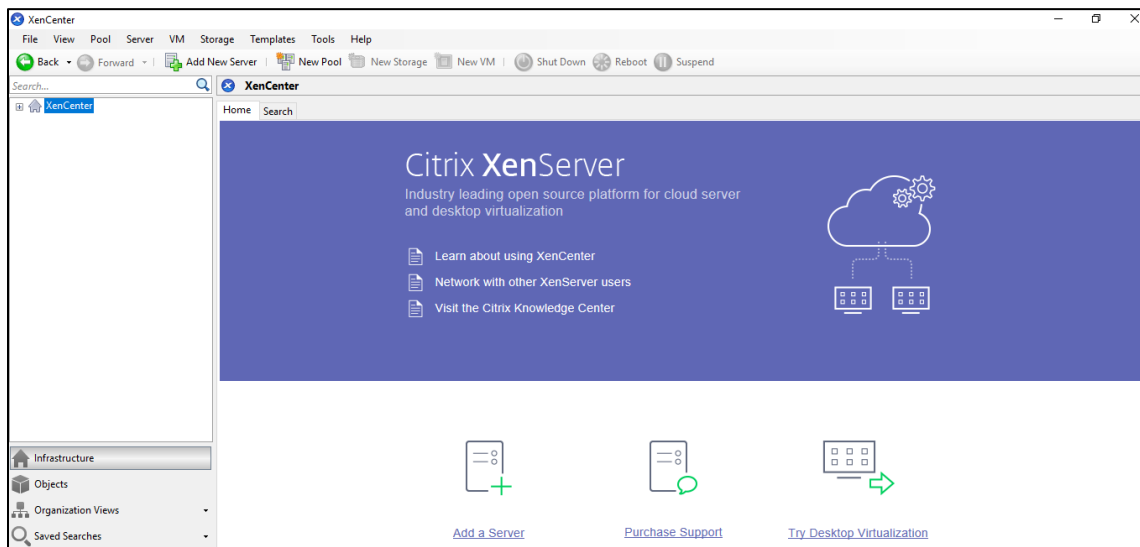 XenCenter
File View Pool Server VM Storage Templates Tools Help
Back Forward Add New Server New Pool New Storage New VM Shut Down Reboot Suspend
Search...
XenCenter
XenCenter
Home Search
Citrix XenServer
Industry leading open source platform for cloud server
and desktop virtualization
Learn about using XenCenter
Network with other XenServer users
Visit the Citrix Knowledge Center
Infrastructure
Objects
Organization Views
Saved Searches
Add a Server Purchase Support Try Desktop Virtualization